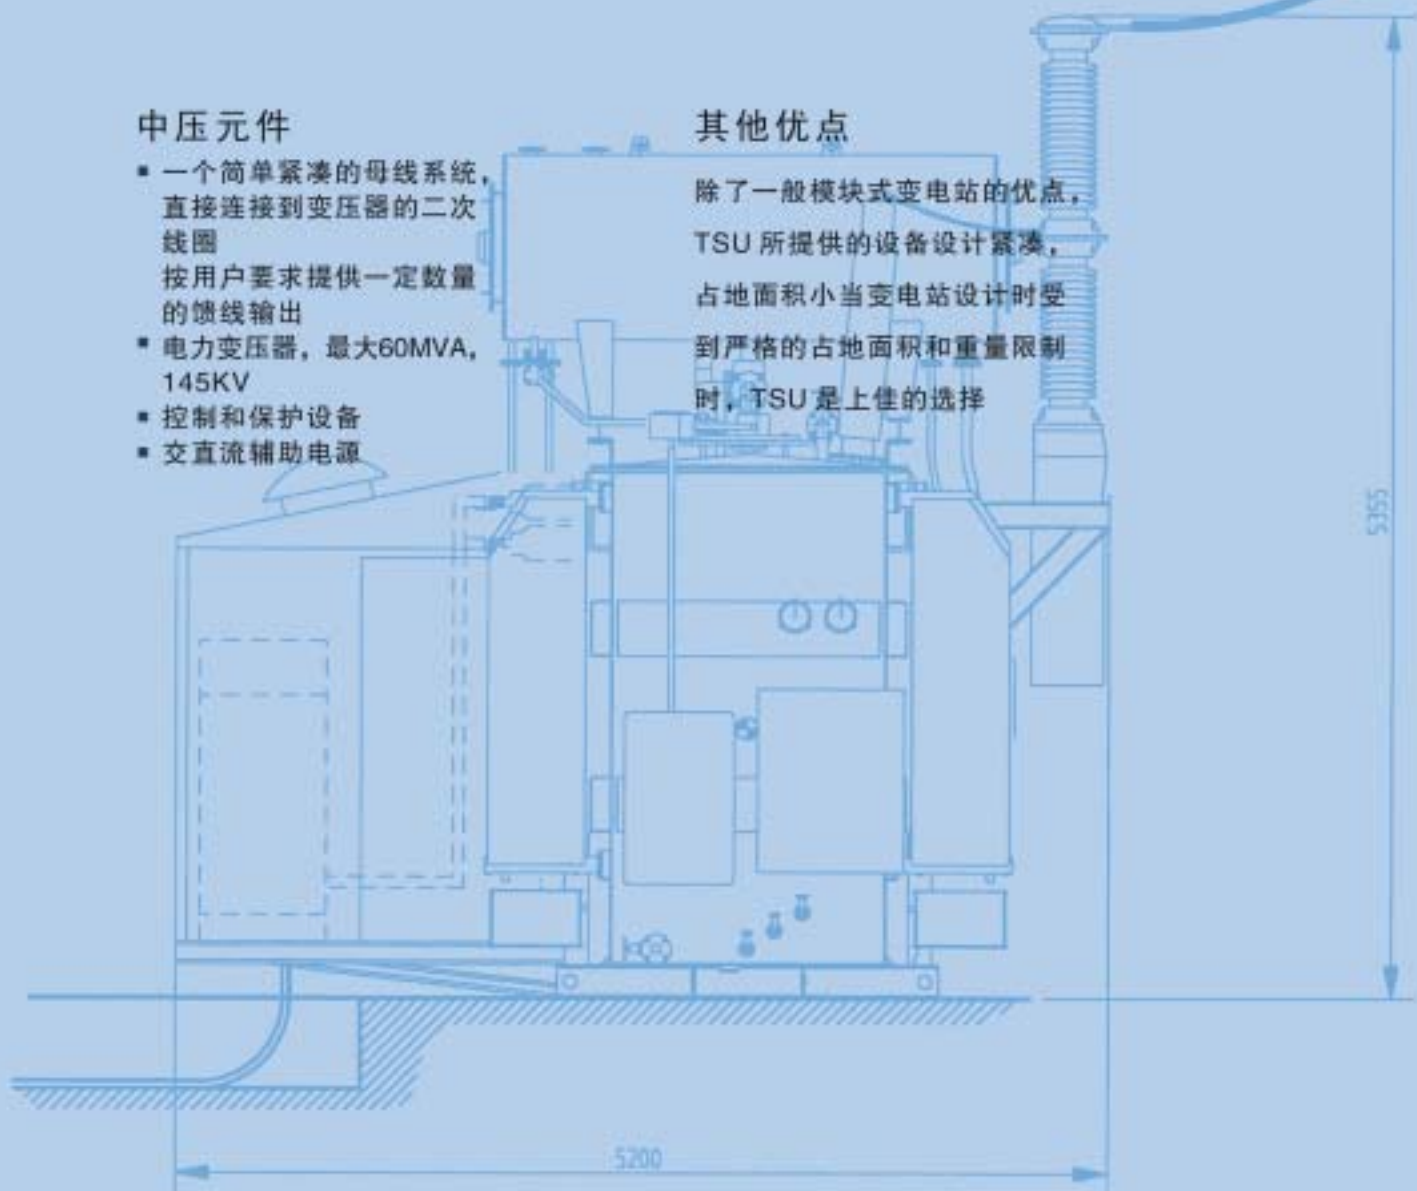 中压元件
▪ 一个简单紧凑的母线系统，
直接连接到变压器的二次
线圈
按用户要求提供一定数量
的馈线输出
▪ 电力变压器，最大60MVA，
145KV
▪ 控制和保护设备
▪ 交直流辅助电源
其他优点
除了一般模块式变电站的优点，
TSU 所提供的设备设计紧凑，
占地面积小当变电站设计时受
到严格的占地面积和重量限制
时，TSU 是上佳的选择
5355
5200